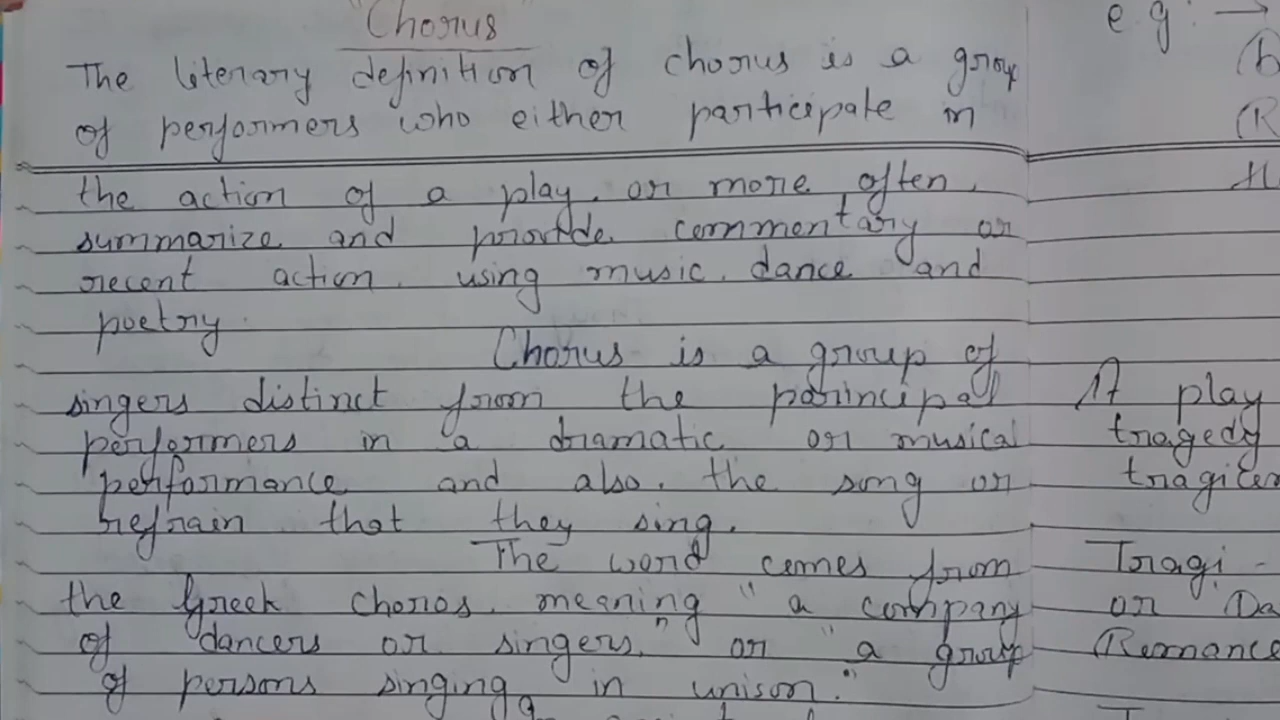 "Chorus"
The literary definition of chorus is a group
of performers who either participate in
the action of a play, or more often,
summarize and provide commentary on
recent action, using music, dance and
poetry.
Chorus is a group of
singers distinct from the principal
performers in a dramatic or musical
performance and also, the song or
refrain that they sing.
The word comes from
the Greek choros, meaning "a company
of dancers or singers," or "a group
of persons singing in unison."
e g: →
A play
tragedy
Tragi -
or
Romance